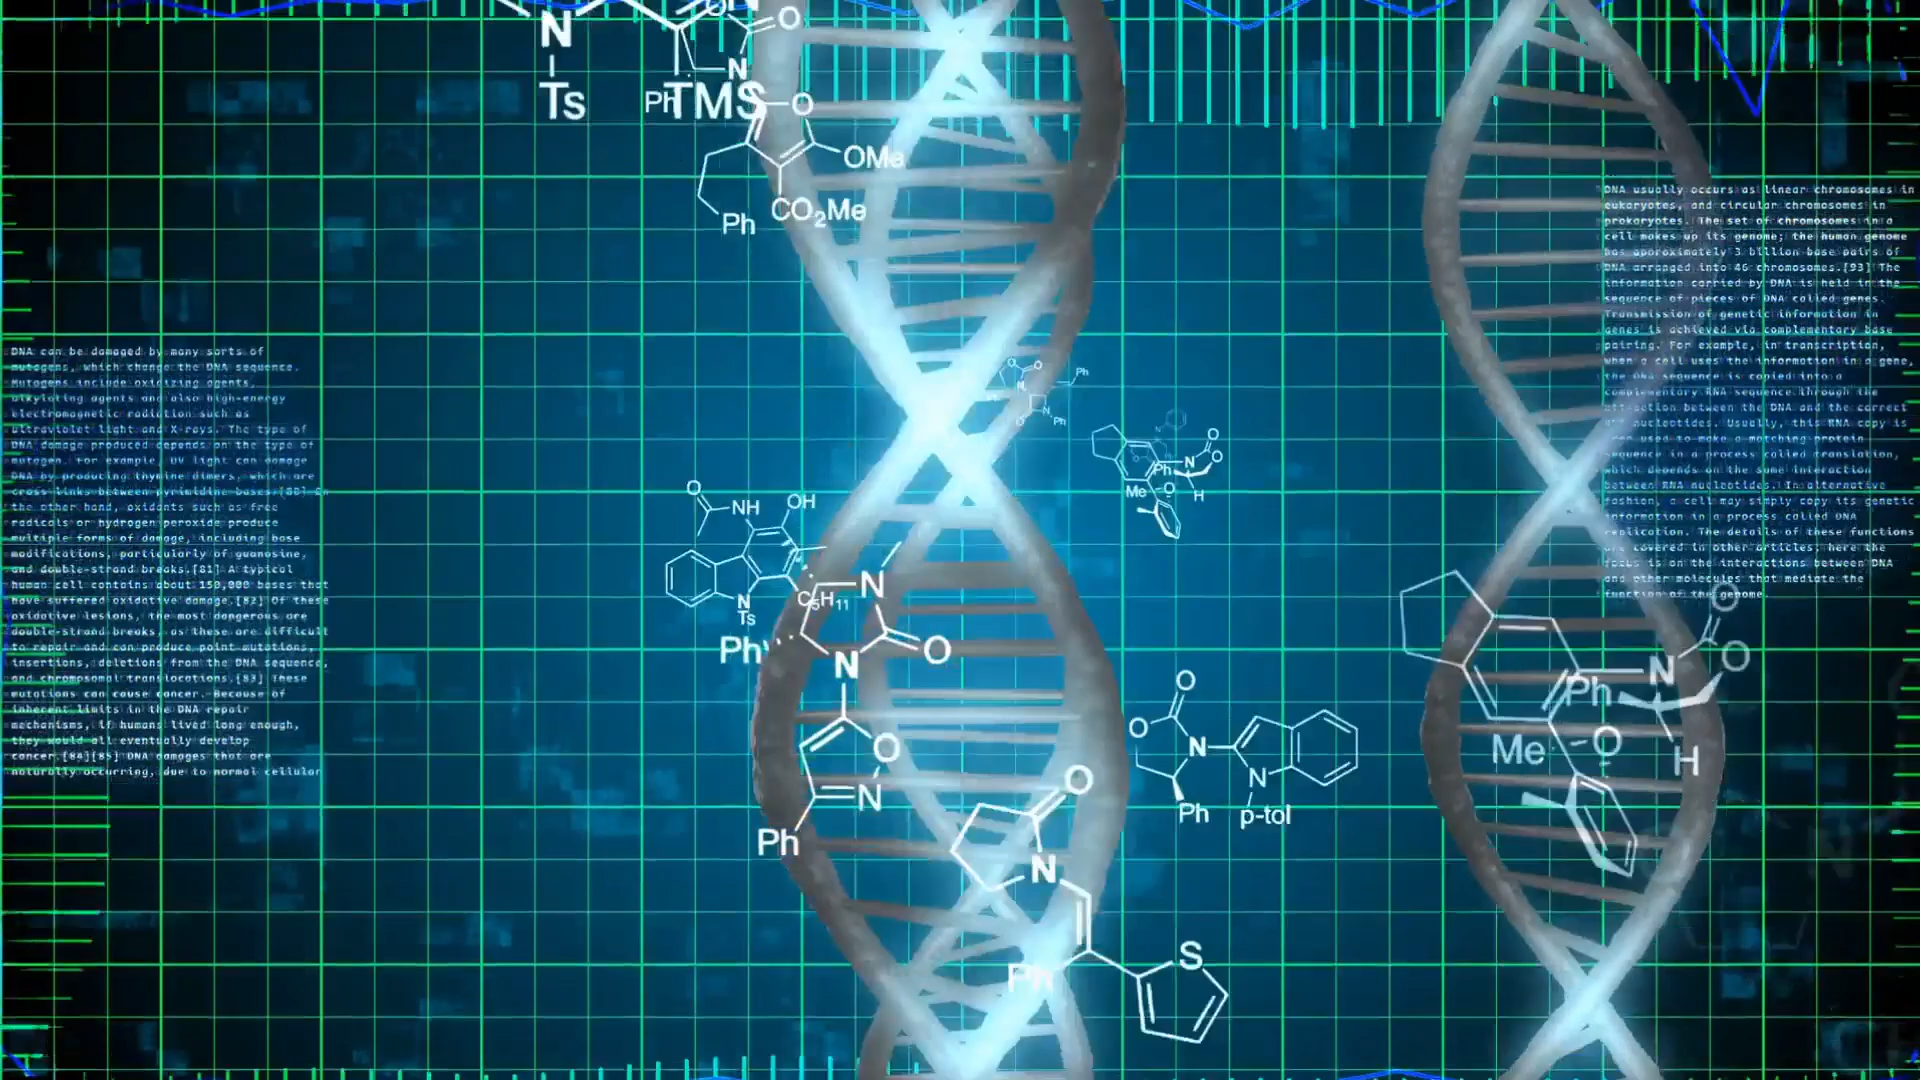 N
Ts
O
N
Ph
TMS
O
OMe
CO₂Me
Ph
DNA usually occurs as linear chromosomes in
eukaryotes, and circular chromosomes in
prokaryotes. The set of chromosomes in a
cell makes up its genome; the human genome
has approximately 3 billion base pairs of
DNA arranged into 46 chromosomes.[93] The
information carried by DNA is held in the
sequence of pieces of DNA called genes.
Transmission of genetic information in
genes is achieved via complementary base
pairing. For example, in transcription,
when a cell uses the information in a gene,
the DNA sequence is copied into a
complementary RNA sequence through the
between the DNA and the correct
nucleotides. Usually, this RNA copy is
used to make a matching protein
sequence in a process called translation,
which depends on the same interaction
between RNA nucleotides. In alternative
fashion, a cell may simply copy its genetic
information in a process called DNA
replication. The details of these functions
are covered in other articles; here the
focus is on the interactions between DNA
and other molecules that mediate the
function of the genome.
DNA can be damaged by many sorts of
mutagens, which change the DNA sequence.
Mutagens include oxidizing agents,
alkylating agents and also high-energy
electromagnetic radiation such as
ultraviolet light and X-rays. The type of
DNA damage produced depends on the type of
mutagen. For example, UV light can damage
DNA by producing thymine dimers, which are
cross-links between pyrimidine bases.[80] On
the other hand, oxidants such as free
radicals or hydrogen peroxide produce
multiple forms of damage, including base
modifications, particularly of guanosine,
and double-strand breaks.[81] A typical
human cell contains about 150,000 bases that
have suffered oxidative damage.[82] Of these
oxidative lesions, the most dangerous are
double-strand breaks, as these are difficult
to repair and can produce point mutations,
insertions, deletions from the DNA sequence,
and chromosomal translocations.[83] These
mutations can cause cancer. Because of
inherent limits in the DNA repair
mechanisms, if humans lived long enough,
they would all eventually develop
cancer.[84][85] DNA damages that are
naturally occurring, due to normal cellular
O
O
N
Ph
N
Ph
O
O
O
N
Ph
Me
O
H
O
NH
OH
N
Ts
C₅H₁₁
N
Ph
O
N
O
N
Ph
O
O
N
N
Ph
p-tol
O
N
Ph
S
O
O
N
Ph
Me
O
H